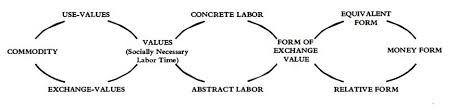 USE-VALUES
CONCRETE LABOR
EQUIVALENT
FORM
COMMODITY
VALUES
(Socially Necessary
Labor Time)
FORM OF
EXCHANGE
VALUE
MONEY FORM
EXCHANGE-VALUES
ABSTRACT LABOR
RELATIVE FORM